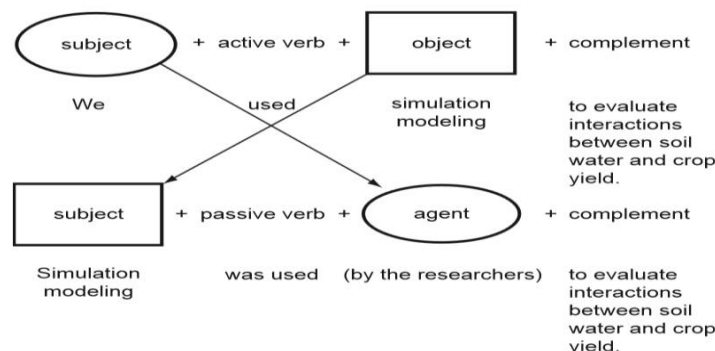 subject + active verb + object + complement
We used simulation modeling to evaluate interactions between soil water and crop yield.
subject + passive verb + agent + complement
Simulation modeling was used (by the researchers) to evaluate interactions between soil water and crop yield.